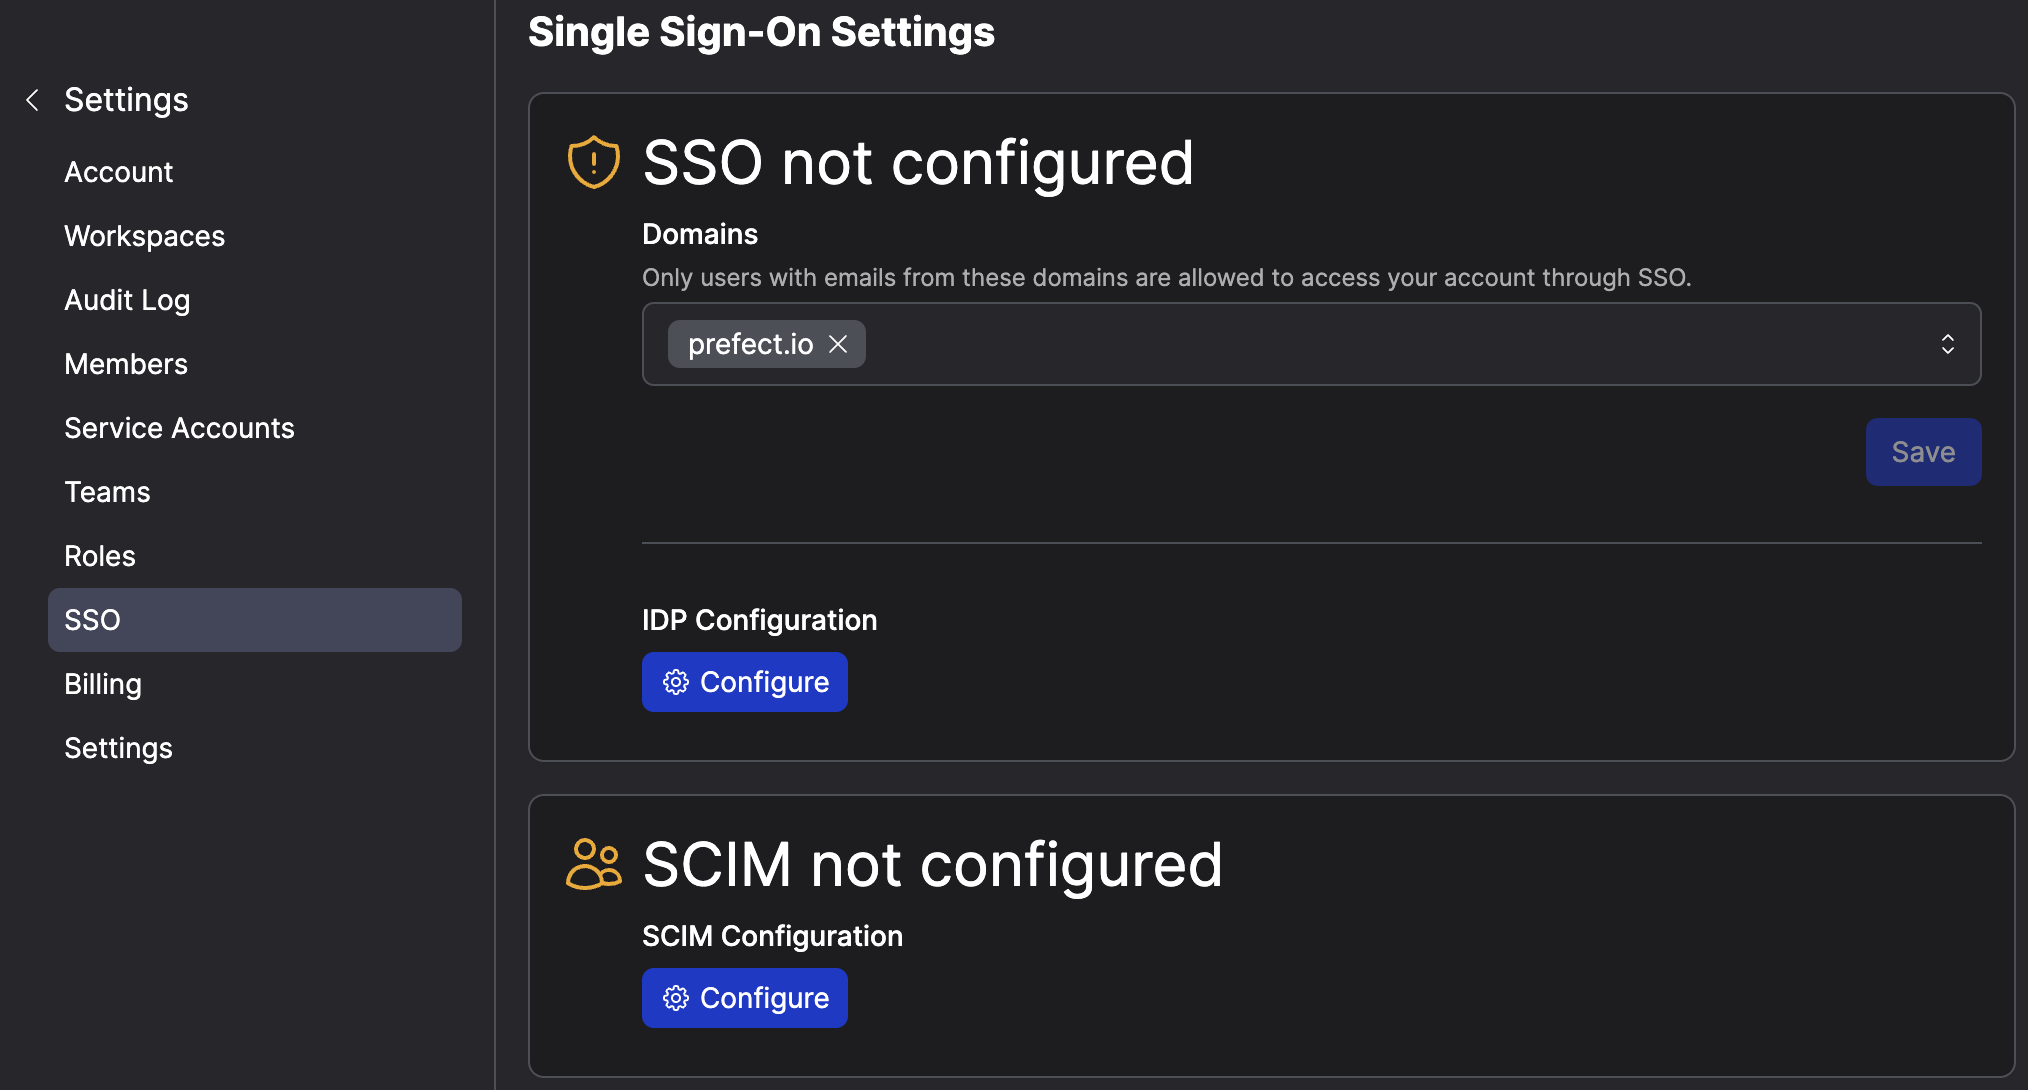 Settings
Account
Workspaces
Audit Log
Members
Service Accounts
Teams
Roles
SSO
Billing
Settings
Single Sign-On Settings
SSO not configured
Domains
Only users with emails from these domains are allowed to access your account through SSO.
prefect.io
Save
IDP Configuration
Configure
SCIM not configured
SCIM Configuration
Configure